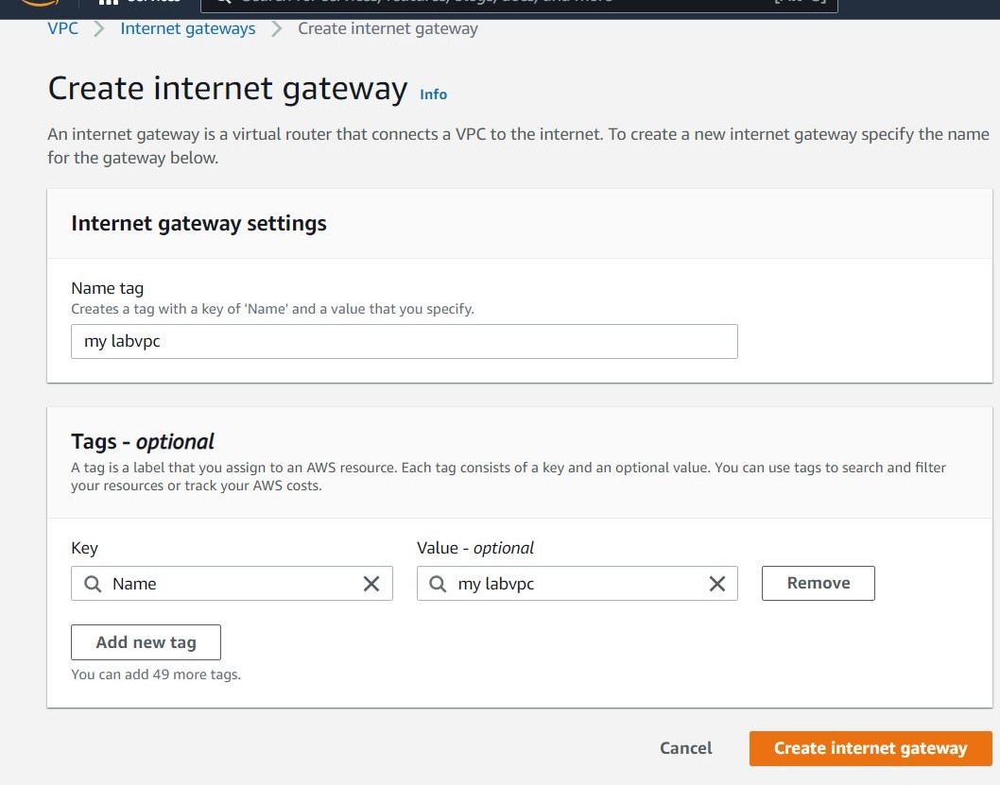 VPC > Internet gateways > Create internet gateway
Create internet gateway Info
An internet gateway is a virtual router that connects a VPC to the internet. To create a new internet gateway specify the name
for the gateway below.
Internet gateway settings
Name tag
Creates a tag with a key of 'Name' and a value that you specify.
my labvpc
Tags - optional
A tag is a label that you assign to an AWS resource. Each tag consists of a key and an optional value. You can use tags to search and filter
your resources or track your AWS costs.
Key Value - optional
Name my labvpc Remove
Add new tag
You can add 49 more tags.
Cancel Create internet gateway